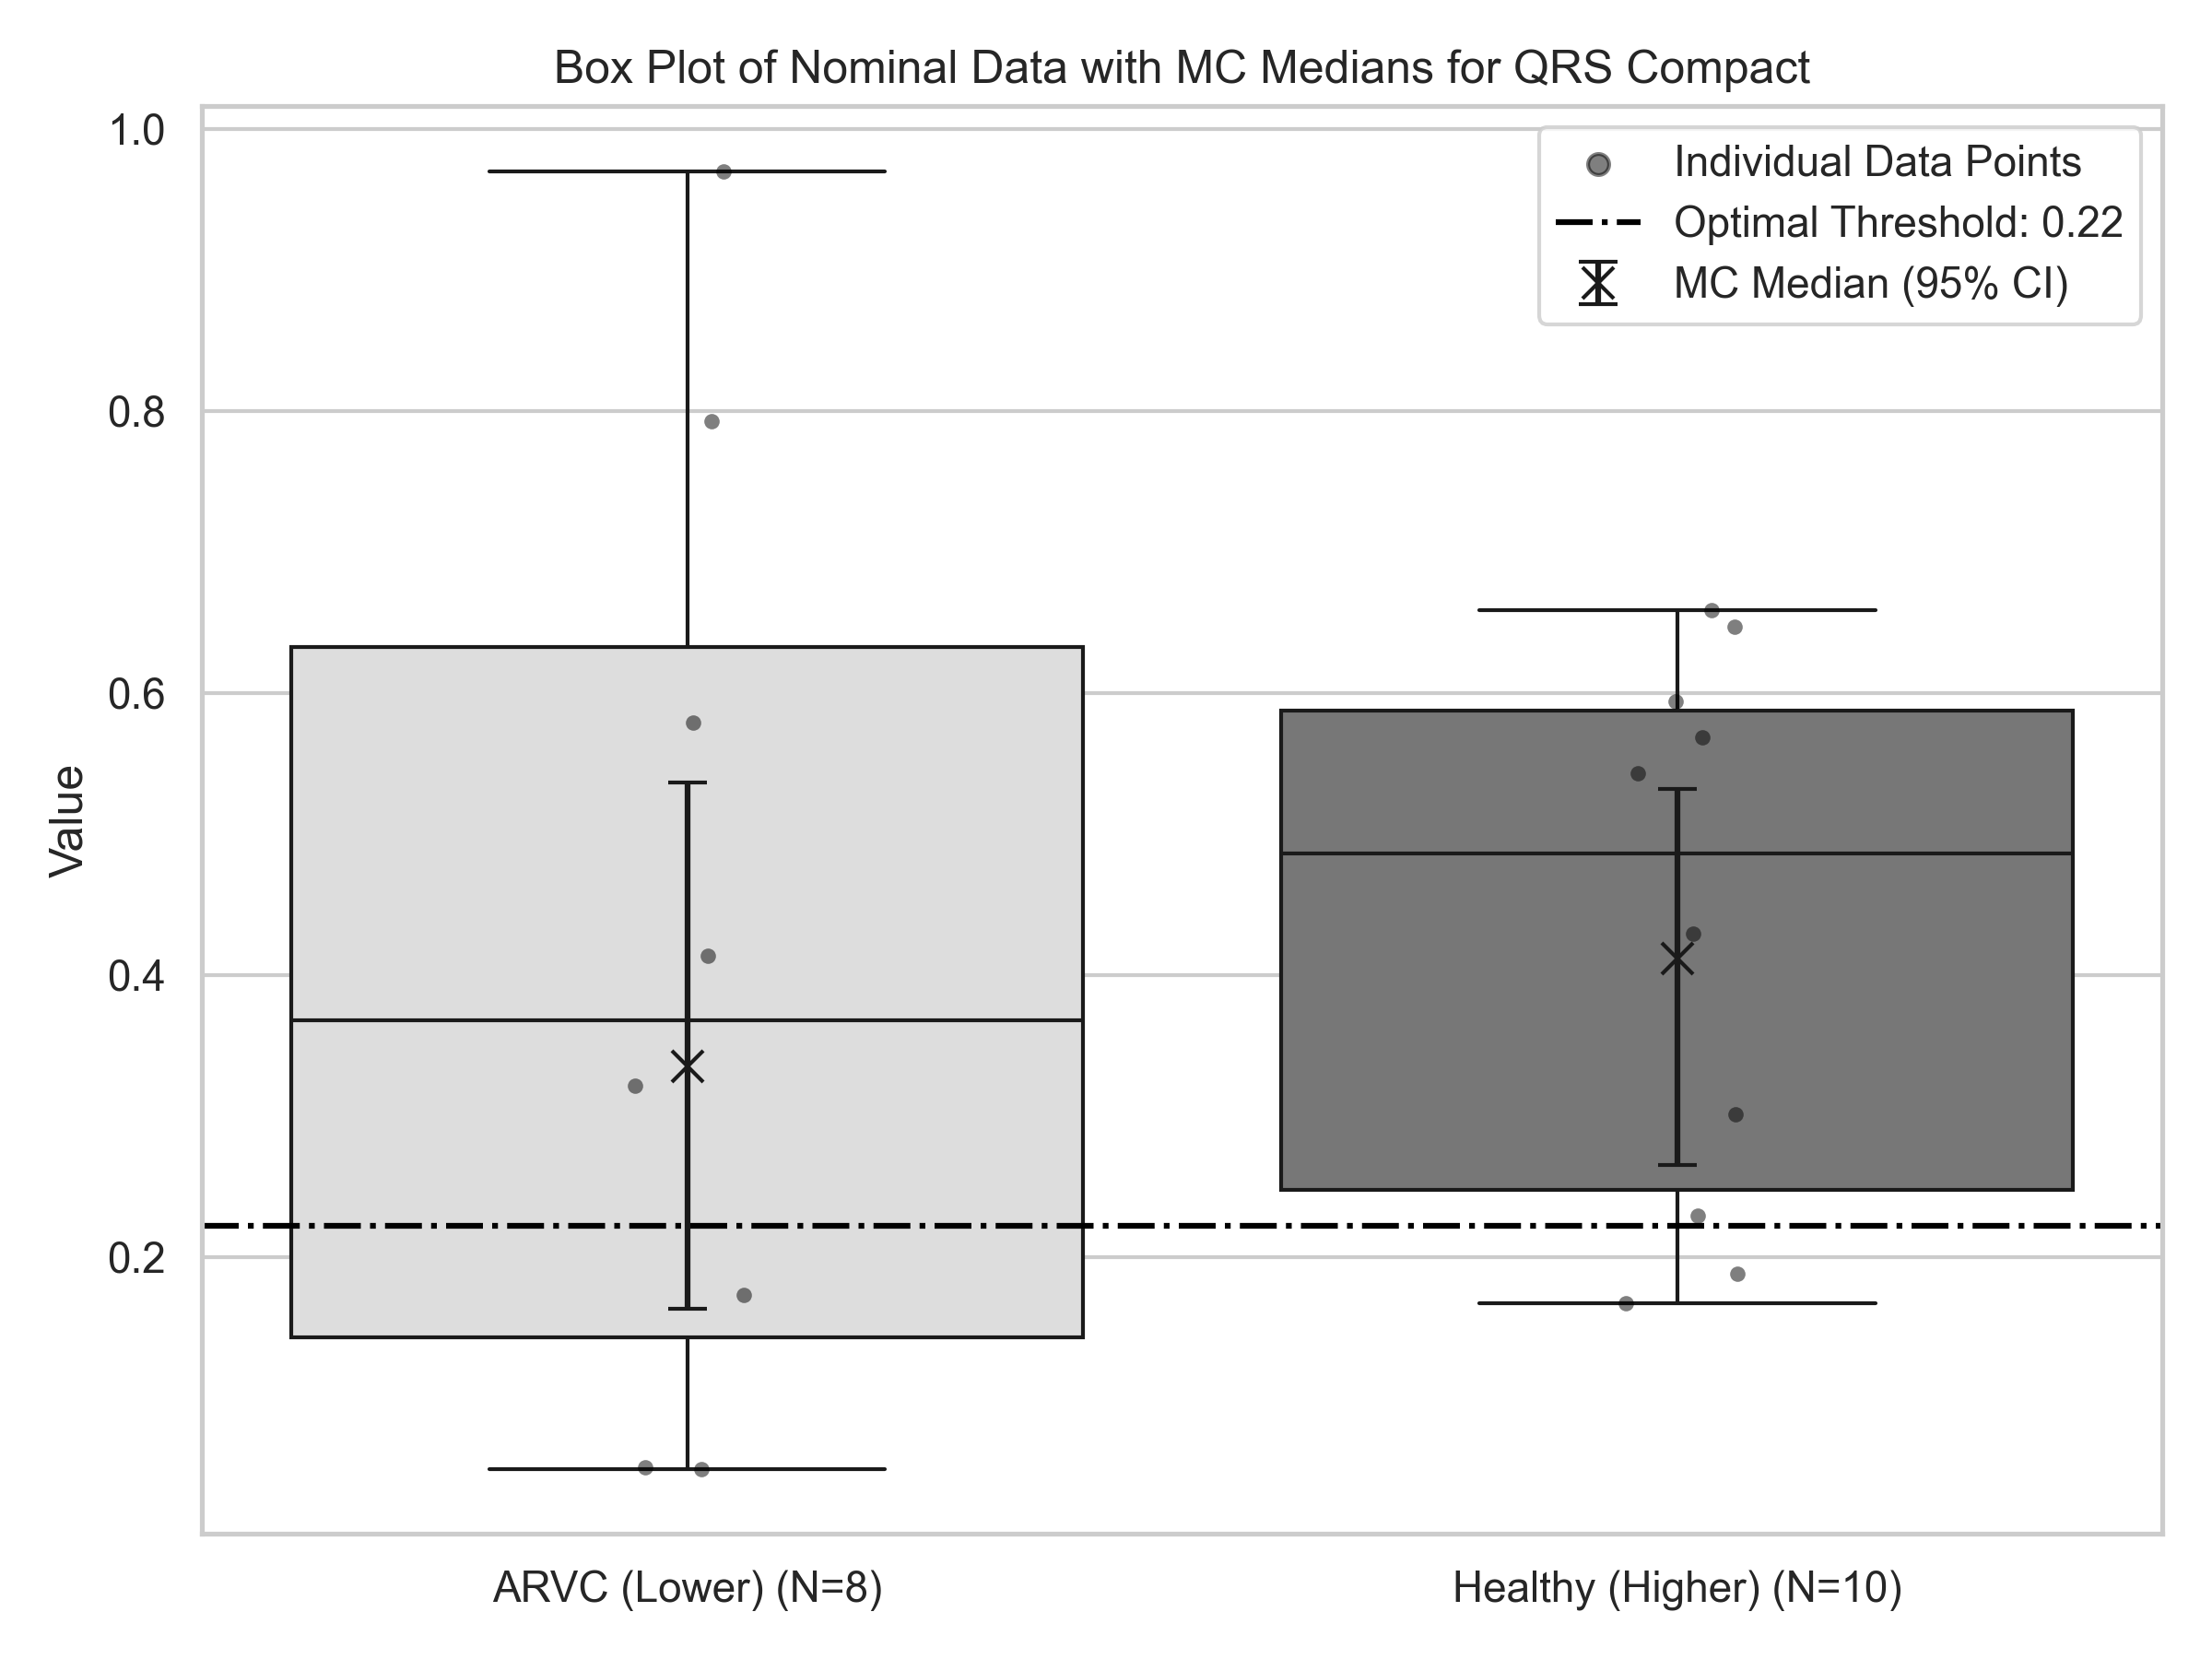 Box Plot of Nominal Data with MC Medians for QRS Compact
Individual Data Points
Optimal Threshold: 0.22
MC Median (95% CI)
1.0
0.8
0.6
0.4
0.2
Value
ARVC (Lower) (N=8)
Healthy (Higher) (N=10)